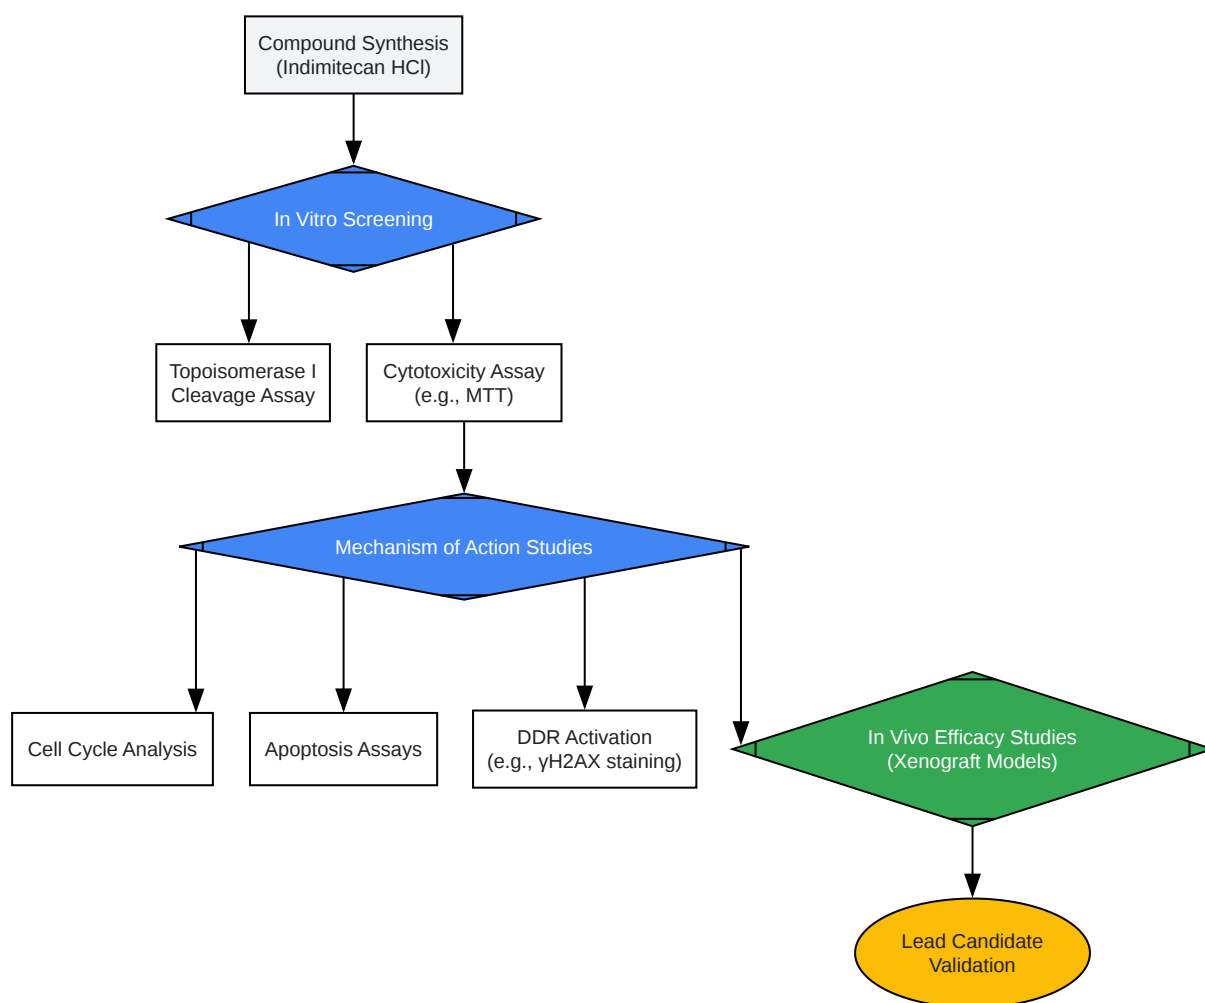 Compound Synthesis
(Indimitecan HCl)
In Vitro Screening
Topoisomerase I
Cleavage Assay
Cytotoxicity Assay
(e.g., MTT)
Mechanism of Action Studies
Cell Cycle Analysis
Apoptosis Assays
DDR Activation
(e.g., γH2AX staining)
In Vivo Efficacy Studies
(Xenograft Models)
Lead Candidate
Validation